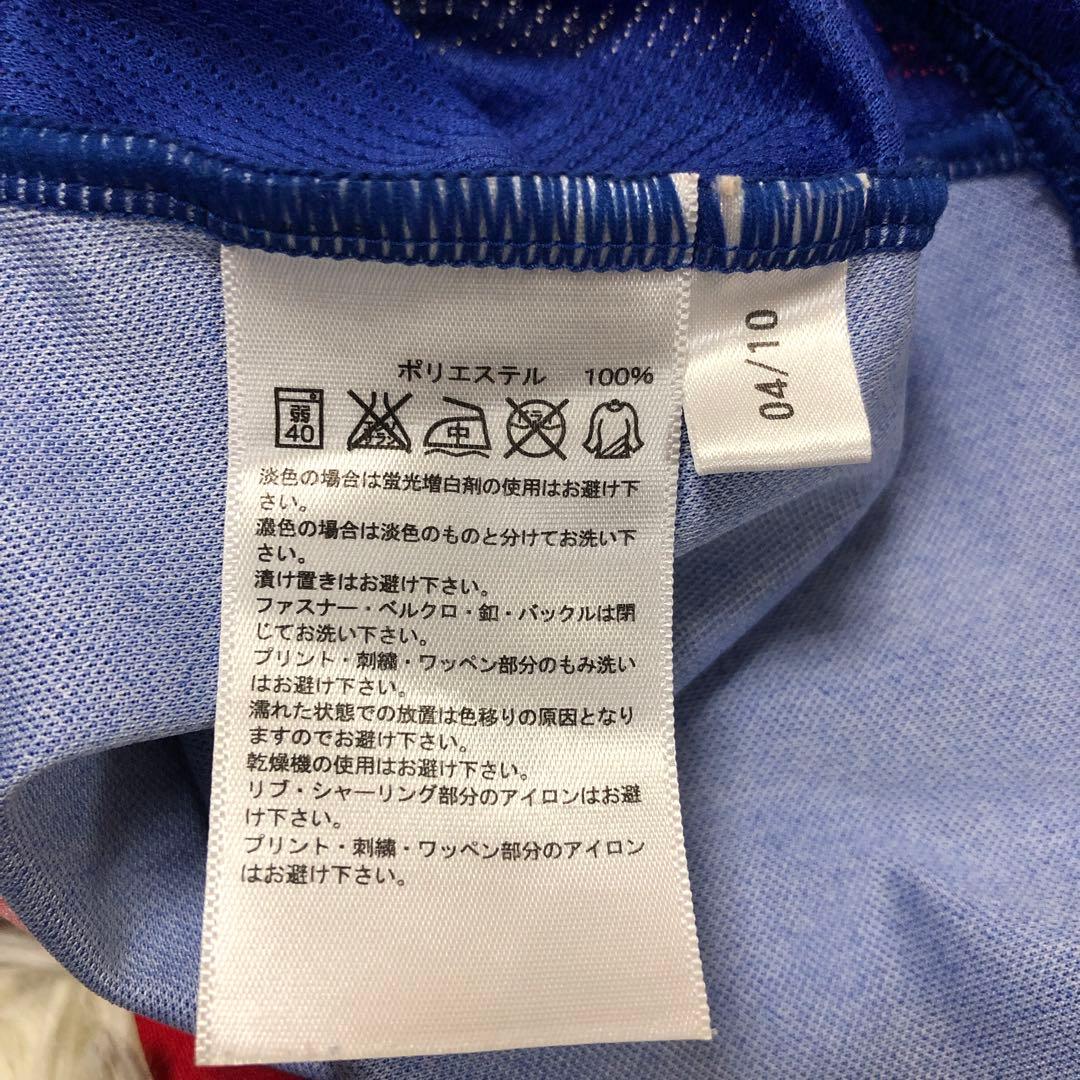 ポリエステル 100%
弱
40
エンソ
サラシ
中
ドライ
淡色の場合は蛍光増白剤の使用はお避け下
さい。
濃色の場合は淡色のものと分けてお洗い下
さい。
漬け置きはお避け下さい。
ファスナー・ベルクロ・釦・バックルは閉
じてお洗い下さい。
プリント・刺繍・ワッペン部分のもみ洗い
はお避け下さい。
濡れた状態での放置は色移りの原因となり
ますのでお避け下さい。
乾燥機の使用はお避け下さい。
リブ・シャーリング部分のアイロンはお避
け下さい。
プリント・刺繍・ワッペン部分のアイロン
はお避け下さい。
04/10